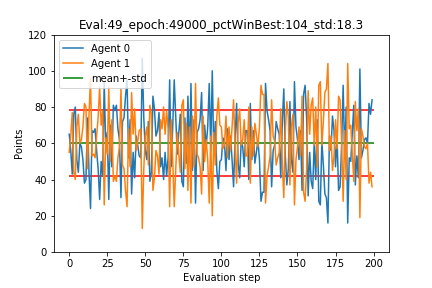 Eval:49_epoch:49000_pctWinBest:104_std:18.3
Agent 0
Agent 1
mean+-std
Points
120
100
80
60
40
20
0
0
25
50
75
100
125
150
175
200
Evaluation step